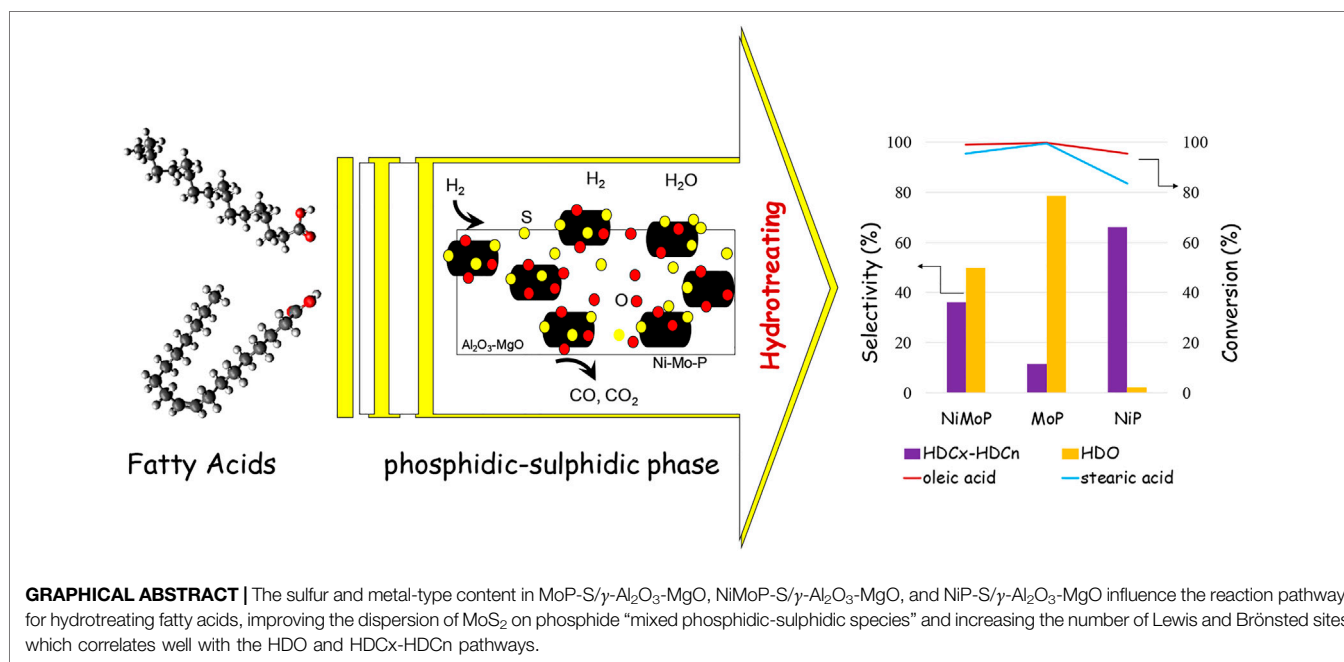 H2
S
H2
H2O
O
Al2O3-MgO
Ni-Mo-P
CO, CO2
Hydrotreating
Fatty Acids
phosphidic-sulphidic phase
100
80
60
40
20
0
Selectivity (%)
100
80
60
40
20
0
Conversion (%)
NiMoP MoP NiP
HDCx-HDCn HDO
oleic acid stearic acid
GRAPHICAL ABSTRACT | The sulfur and metal-type content in MoP-S/γ-Al2O3-MgO, NiMoP-S/γ-Al2O3-MgO, and NiP-S/γ-Al2O3-MgO influence the reaction pathway
for hydrotreating fatty acids, improving the dispersion of MoS2 on phosphide “mixed phosphidic-sulphidic species” and increasing the number of Lewis and Brönsted sites
which correlates well with the HDO and HDCx-HDCn pathways.